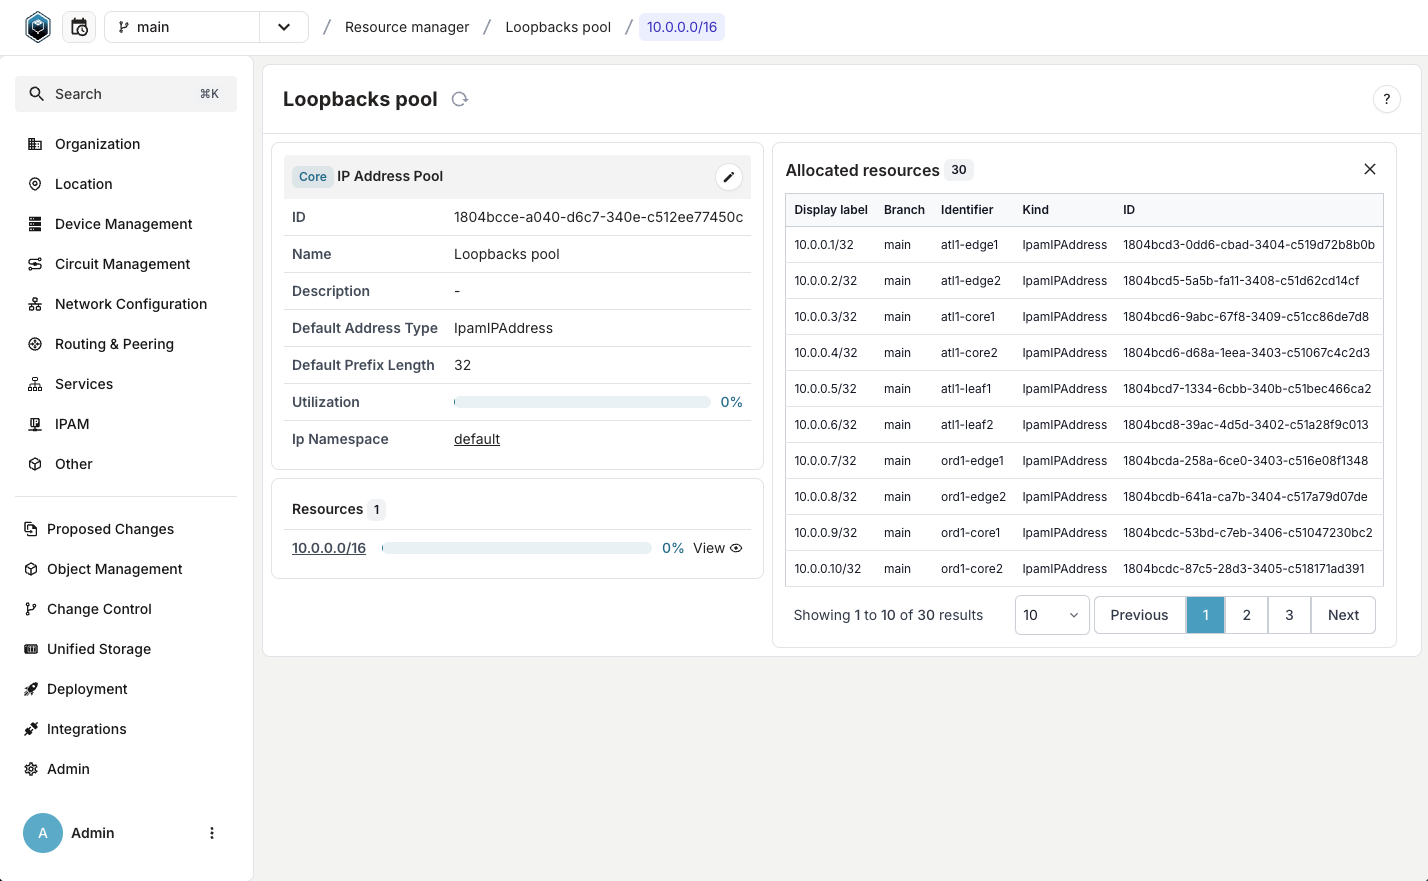 main / Resource manager / Loopbacks pool / 10.0.0.0/16
Search ⌘K
Organization
Location
Device Management
Circuit Management
Network Configuration
Routing & Peering
Services
IPAM
Other
Proposed Changes
Object Management
Change Control
Unified Storage
Deployment
Integrations
Admin
A Admin
Loopbacks pool
?
Core IP Address Pool
ID 1804bcce-a040-d6c7-340e-c512ee77450c
Name Loopbacks pool
Description -
Default Address Type IpamIPAddress
Default Prefix Length 32
Utilization 0%
Ip Namespace default
Resources 1
10.0.0.0/16 0% View
Allocated resources 30
Display label Branch Identifier Kind ID
10.0.0.1/32 main atl1-edge1 IpamIPAddress 1804bcd3-0dd6-cbad-3404-c519d72b8b0b
10.0.0.2/32 main atl1-edge2 IpamIPAddress 1804bcd5-5a5b-fa11-3408-c51d62cd14cf
10.0.0.3/32 main atl1-core1 IpamIPAddress 1804bcd6-9abc-67f8-3409-c51cc86de7d8
10.0.0.4/32 main atl1-core2 IpamIPAddress 1804bcd6-d68a-1eea-3403-c51067c4c2d3
10.0.0.5/32 main atl1-leaf1 IpamIPAddress 1804bcd7-1334-6cbb-340b-c51bec466ca2
10.0.0.6/32 main atl1-leaf2 IpamIPAddress 1804bcd8-39ac-4d5d-3402-c51a28f9c013
10.0.0.7/32 main ord1-edge1 IpamIPAddress 1804bcda-258a-6ce0-3403-c516e08f1348
10.0.0.8/32 main ord1-edge2 IpamIPAddress 1804bcdb-641a-ca7b-3404-c517a79d07de
10.0.0.9/32 main ord1-core1 IpamIPAddress 1804bcdc-53bd-c7eb-3406-c51047230bc2
10.0.0.10/32 main ord1-core2 IpamIPAddress 1804bcdc-87c5-28d3-3405-c518171ad391
Showing 1 to 10 of 30 results 10 Previous 1 2 3 Next